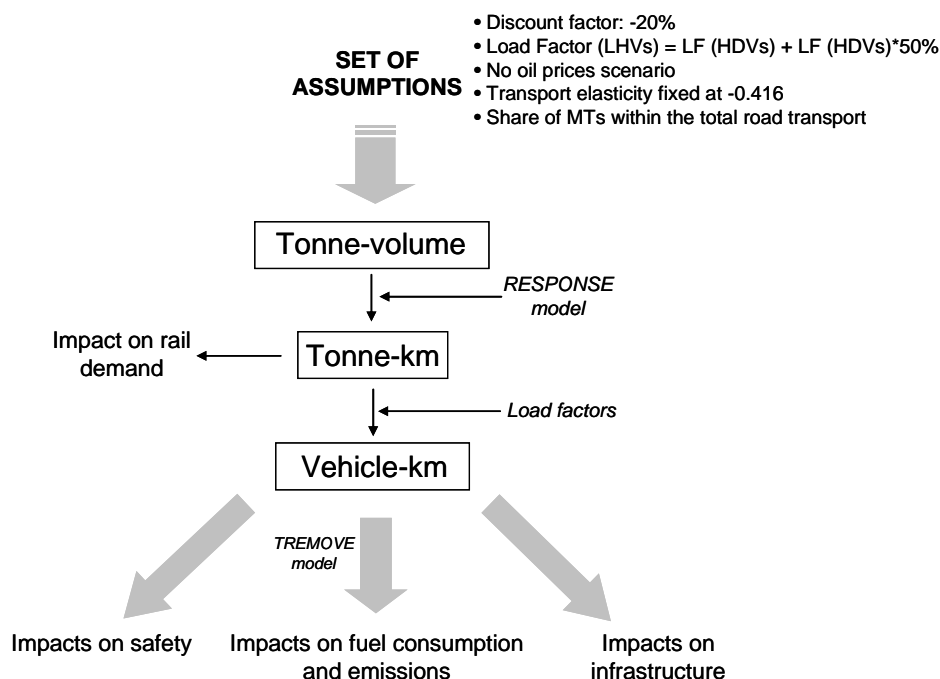 SET OF
ASSUMPTIONS
• Discount factor: -20%
• Load Factor (LHVs) = LF (HDVs) + LF (HDVs)*50%
• No oil prices scenario
• Transport elasticity fixed at -0.416
• Share of MTs within the total road transport
Tonne-volume
RESPONSE
model
Impact on rail
demand
Tonne-km
Load factors
Vehicle-km
TREMOVE
model
Impacts on safety
Impacts on fuel consumption
and emissions
Impacts on
infrastructure